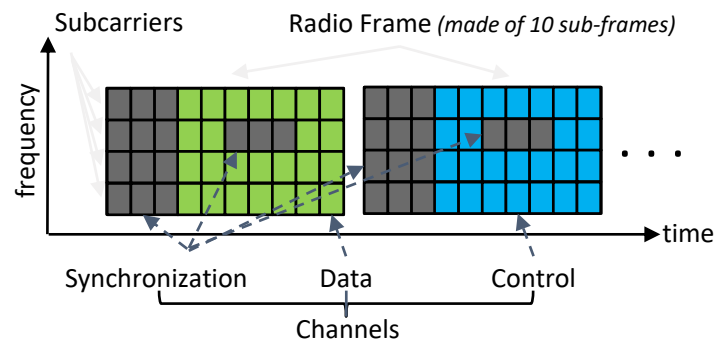 Subcarriers
Radio Frame (made of 10 sub-frames)
frequency
. . .
time
Synchronization
Data
Control
Channels